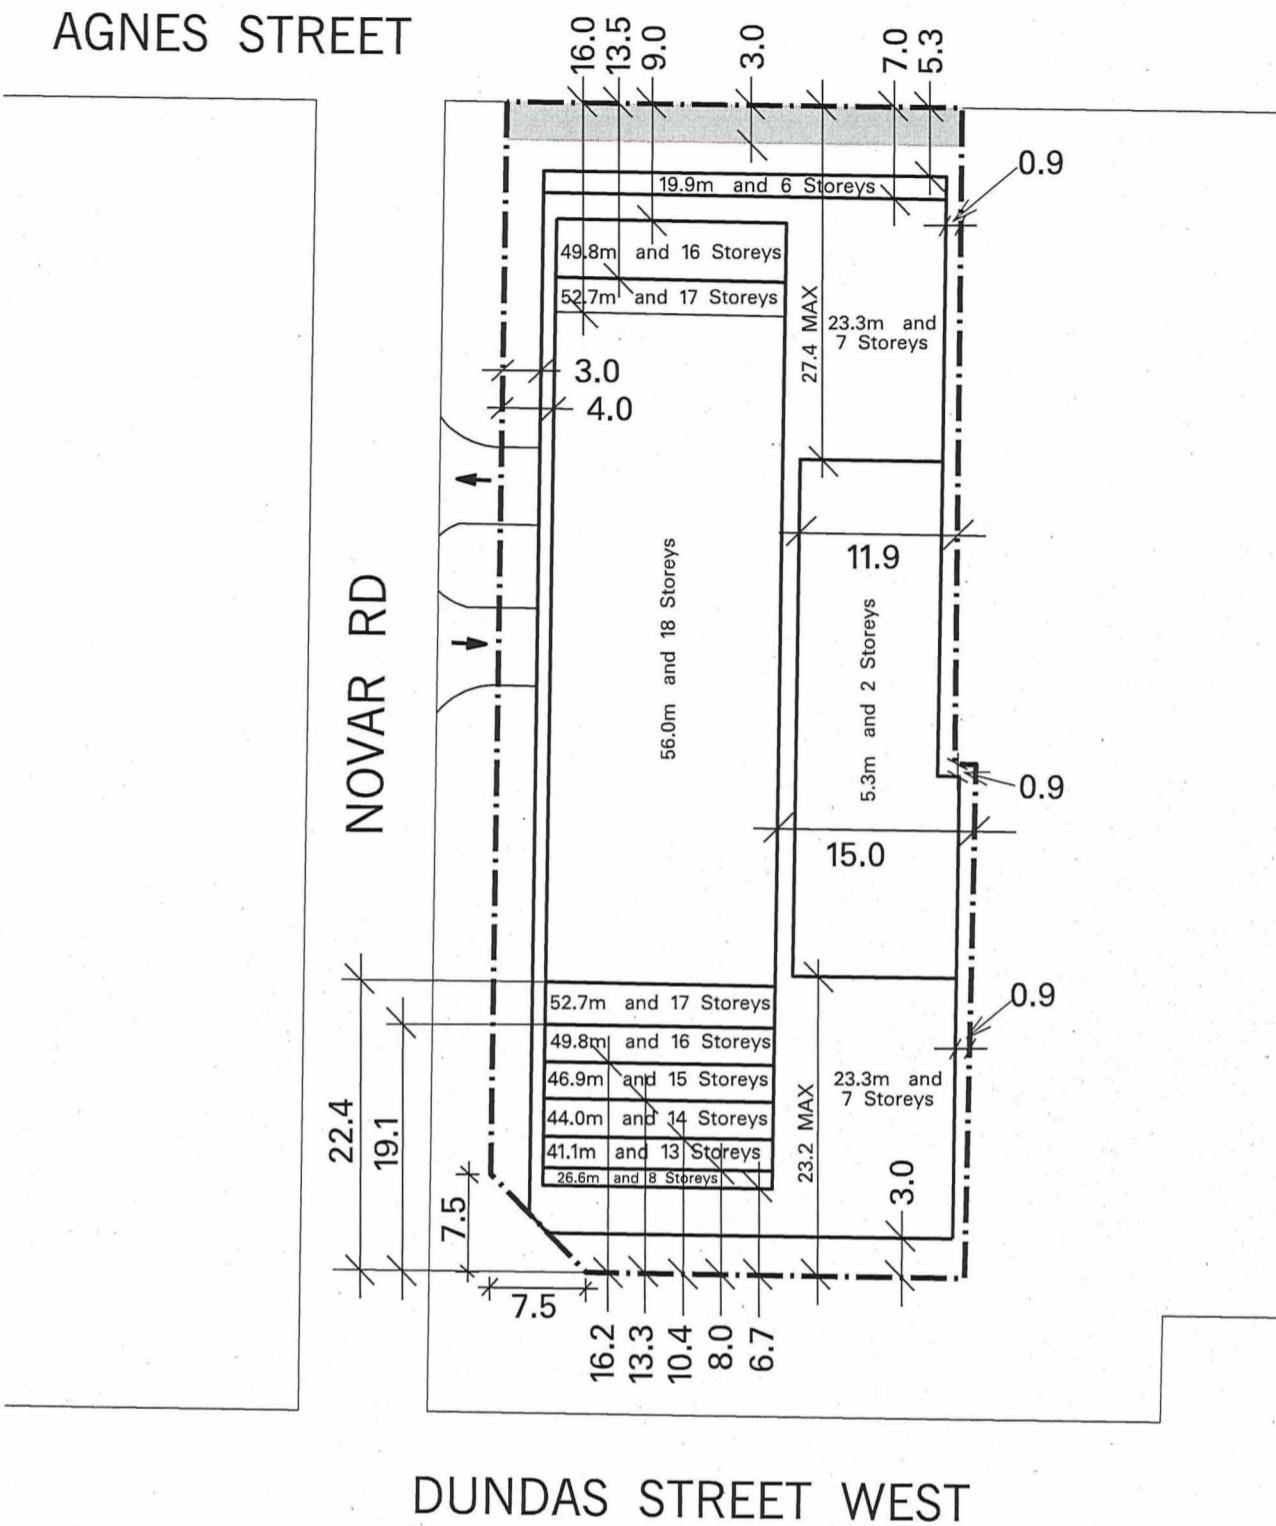 AGNES STREET
16.0
13.5
9.0
3.0
7.0
5.3
0.9
19.9m and 6 Storeys
49.8m and 16 Storeys
52.7m and 17 Storeys
27.4 MAX
23.3m and
7 Storeys
3.0
4.0
11.9
56.0m and 18 Storeys
5.3m and 2 Storeys
NOVAR RD
0.9
15.0
52.7m and 17 Storeys
49.8m and 16 Storeys
46.9m and 15 Storeys
44.0m and 14 Storeys
41.1m and 13 Storeys
26.6m and 8 Storeys
0.9
23.3m and
7 Storeys
23.2 MAX
22.4
19.1
7.5
3.0
7.5
16.2
13.3
10.4
8.0
6.7
DUNDAS STREET WEST